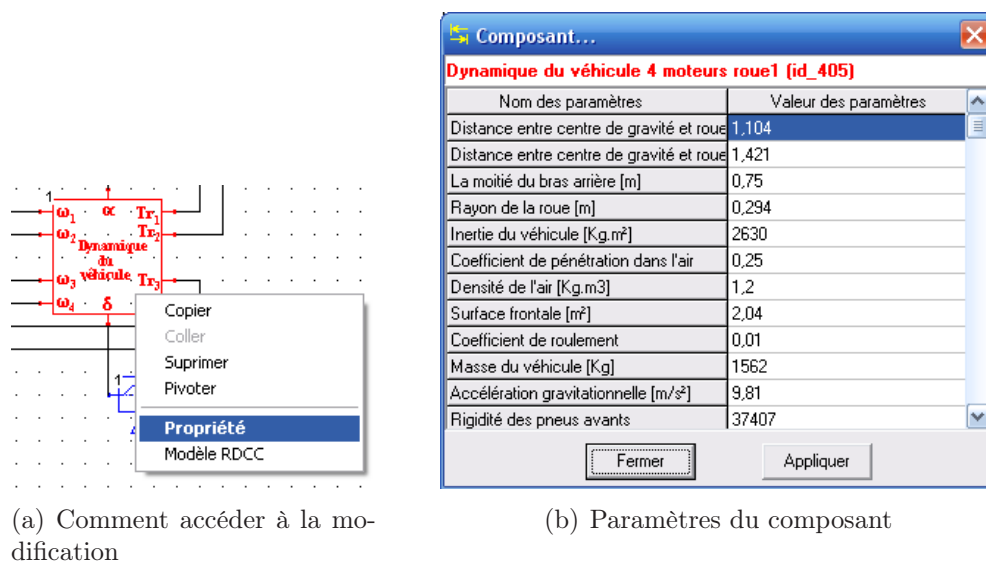 Composant...
Dynamique du véhicule 4 moteurs roue1 (id_405)
Nom des paramètres Valeur des paramètres
Distance entre centre de gravité et roue 1,104
Distance entre centre de gravité et roue 1,421
La moitié du bras arrière [m] 0,75
Rayon de la roue [m] 0,294
Inertie du véhicule [Kg.m²] 2630
Coefficient de pénétration dans l'air 0,25
Densité de l'air [Kg.m3] 1,2
Surface frontale [m²] 2,04
Coefficient de roulement 0,01
Masse du véhicule [Kg] 1562
Accélération gravitationnelle [m/s²] 9,81
Rigidité des pneus avants 37407
Fermer Appliquer
1
ω1 α Tr1
ω2 Tr2
Dynamique
du
véhicule
ω3 Tr3
ω4 δ
1
Copier
Coller
Suprimer
Pivoter
Propriété
Modèle RDCC
(a) Comment accéder à la mo-
dification
(b) Paramètres du composant